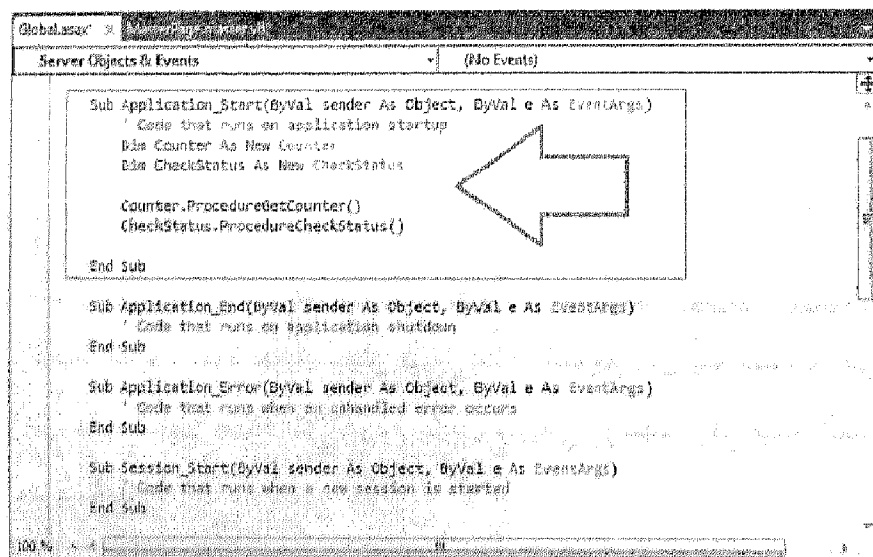 Global.asax*
Server Objects & Events (No Events)
Sub Application_Start(ByVal sender As Object, ByVal e As EventArgs)
' Code that runs on application startup
Dim Counter As New Counter
Dim CheckStatus As New CheckStatus
Counter.ProcedureGetCounter()
CheckStatus.ProcedureCheckStatus()
End Sub
Sub Application_End(ByVal sender As Object, ByVal e As EventArgs)
' Code that runs on application shutdown
End Sub
Sub Application_Error(ByVal sender As Object, ByVal e As EventArgs)
' Code that runs when an unhandled error occurs
End Sub
Sub Session_Start(ByVal sender As Object, ByVal e As EventArgs)
' Code that runs when a new session is started
End Sub
100 %